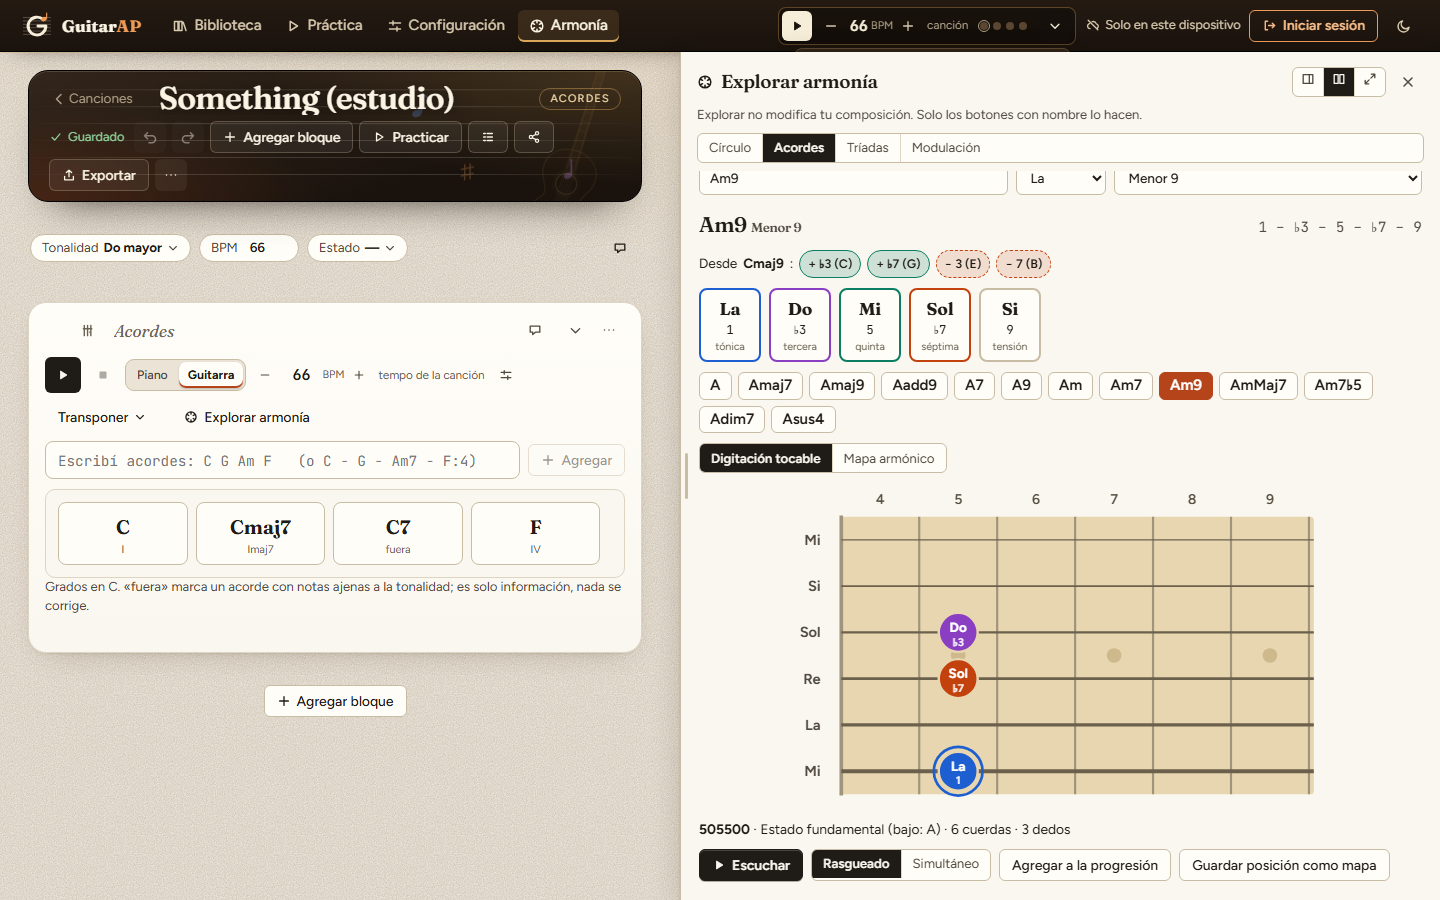 GuitarAP
Biblioteca
Práctica
Configuración
Armonía
66 BPM
canción
Solo en este dispositivo
Iniciar sesión
Canciones
Something (estudio)
ACORDES
Guardado
Agregar bloque
Practicar
Exportar
Tonalidad Do mayor
BPM 66
Estado —
Acordes
Piano
Guitarra
66 BPM
tempo de la canción
Transponer
Explorar armonía
Escribí acordes: C G Am F (o C - G - Am7 - F:4)
Agregar
C
I
Cmaj7
Imaj7
C7
fuera
F
IV
Grados en C. «fuera» marca un acorde con notas ajenas a la tonalidad; es solo información, nada se
corrige.
Agregar bloque
Explorar armonía
Explorar no modifica tu composición. Solo los botones con nombre lo hacen.
Círculo
Acordes
Tríadas
Modulación
Am9
La
Menor 9
Am9 Menor 9
1 – ♭3 – 5 – ♭7 – 9
Desde Cmaj9 : + ♭3 (C) + ♭7 (G) − 3 (E) − 7 (B)
La
1
tónica
Do
♭3
tercera
Mi
5
quinta
Sol
♭7
séptima
Si
9
tensión
A Amaj7 Amaj9 Aadd9 A7 A9 Am Am7 Am9 AmMaj7 Am7♭5
Adim7 Asus4
Digitación tocable
Mapa armónico
4 5 6 7 8 9
Mi
Si
Sol
Do
♭3
Re
Sol
♭7
La
Mi
La
1
505500 · Estado fundamental (bajo: A) · 6 cuerdas · 3 dedos
Escuchar
Rasgueado
Simultáneo
Agregar a la progresión
Guardar posición como mapa